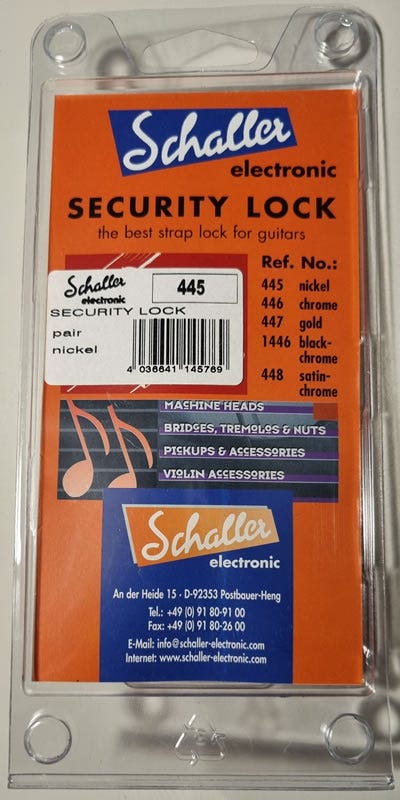 Schaller
electronic
SECURITY LOCK
the best strap lock for guitars
Ref. No.:
445 nickel
446 chrome
447 gold
1446 black-
chrome
448 satin-
chrome
Schaller
electronic
445
SECURITY LOCK
pair
nickel
4 036641 145769
MACHINE HEADS
BRIDGES, TREMOLOS & NUTS
PICKUPS & ACCESSORIES
VIOLIN ACCESSORIES
Schaller
electronic
An der Heide 15 · D-92353 Postbauer-Heng
Tel.: +49 (0) 91 80-91 00
Fax: +49 (0) 91 80-26 00
E-Mail: info@schaller-electronic.com
Internet: www.schaller-electronic.com